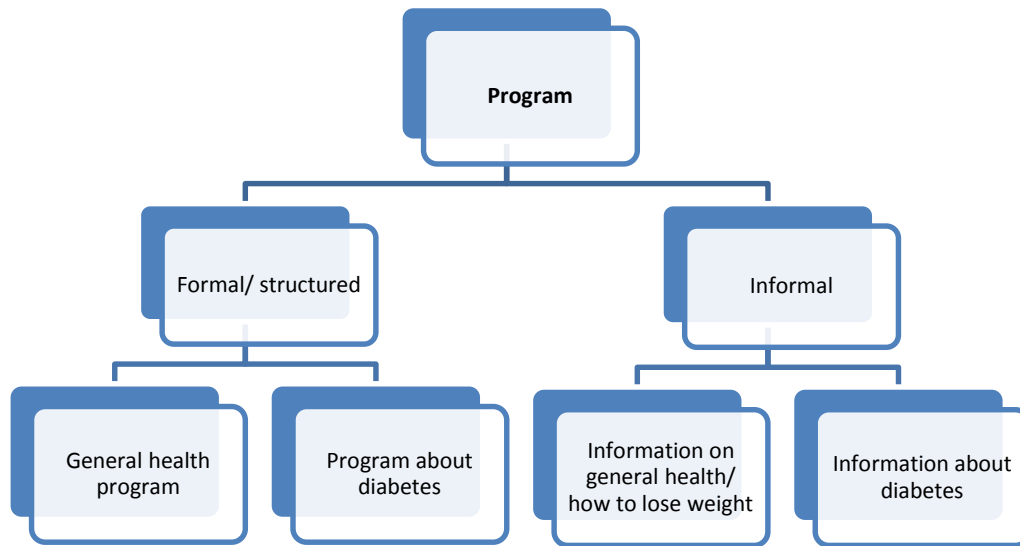 Program
Formal/ structured
Informal
General health
program
Program about
diabetes
Information on
general health/
how to lose weight
Information about
diabetes